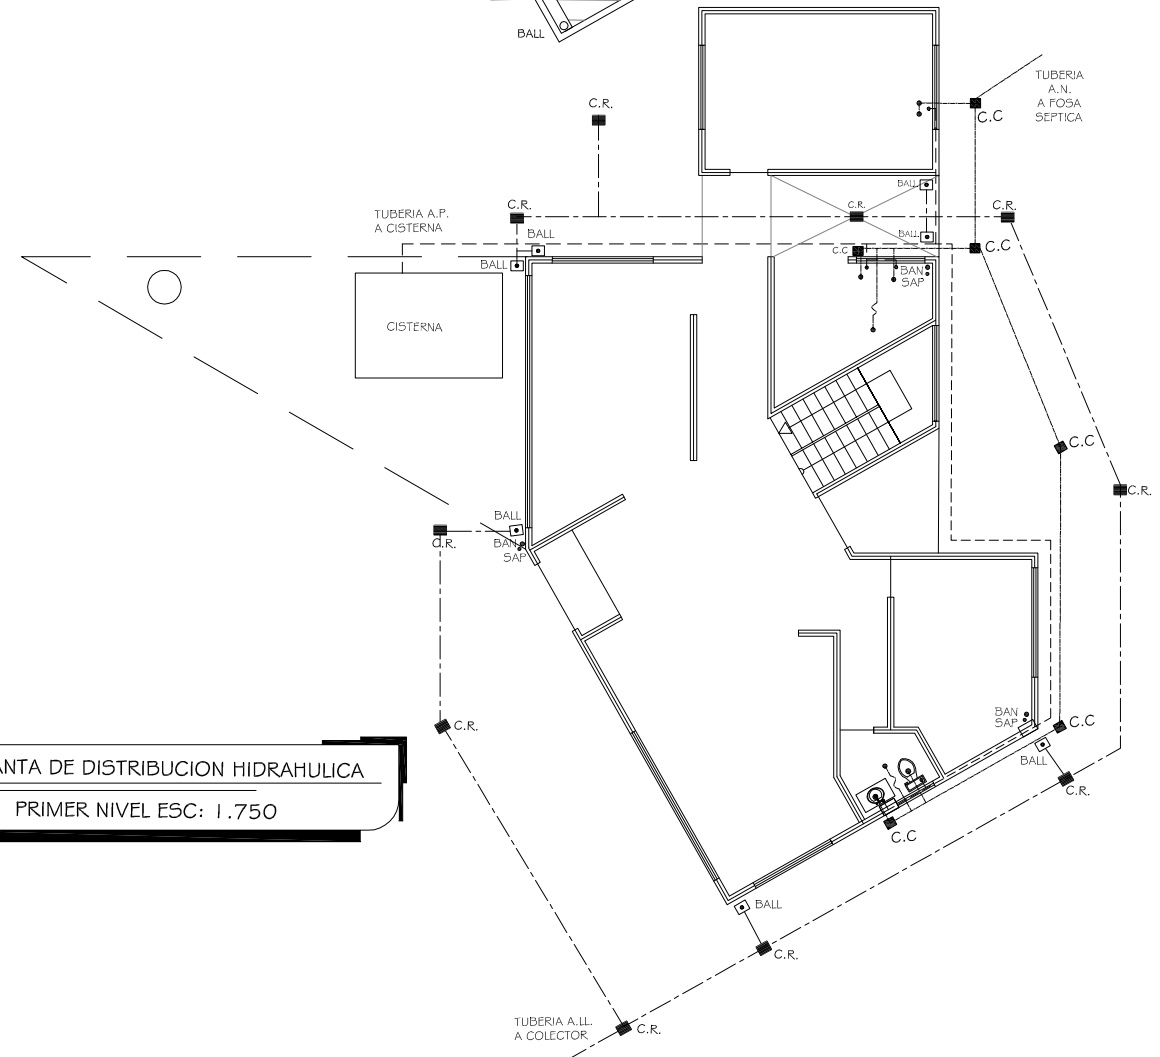 BALL
TUBERIA
A.N.
A FOSA
SEPTICA
C.R.
C.C
BALL
C.R.
C.R.
C.R.
TUBERIA A.P.
A CISTERNA
BALL
BALL
C.C
C.C
BALL
BAN
SAP
CISTERNA
C.C
C.R.
BALL
C.R.
BAN
SAP
BAN
SAP
C.C
C.R.
BALL
ANTA DE DISTRIBUCION HIDRAHULICA
C.R.
PRIMER NIVEL ESC: 1.750
C.C
BALL
C.R.
TUBERIA A.LL.
A COLECTOR
C.R.